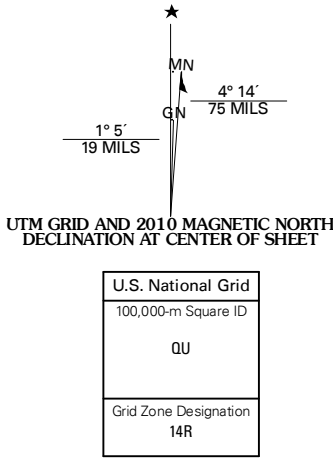 ★
MN
4° 14´
75 MILS
GN
1° 5´
19 MILS
UTM GRID AND 2010 MAGNETIC NORTH
DECLINATION AT CENTER OF SHEET
U.S. National Grid
100,000-m Square ID
QU
Grid Zone Designation
14R